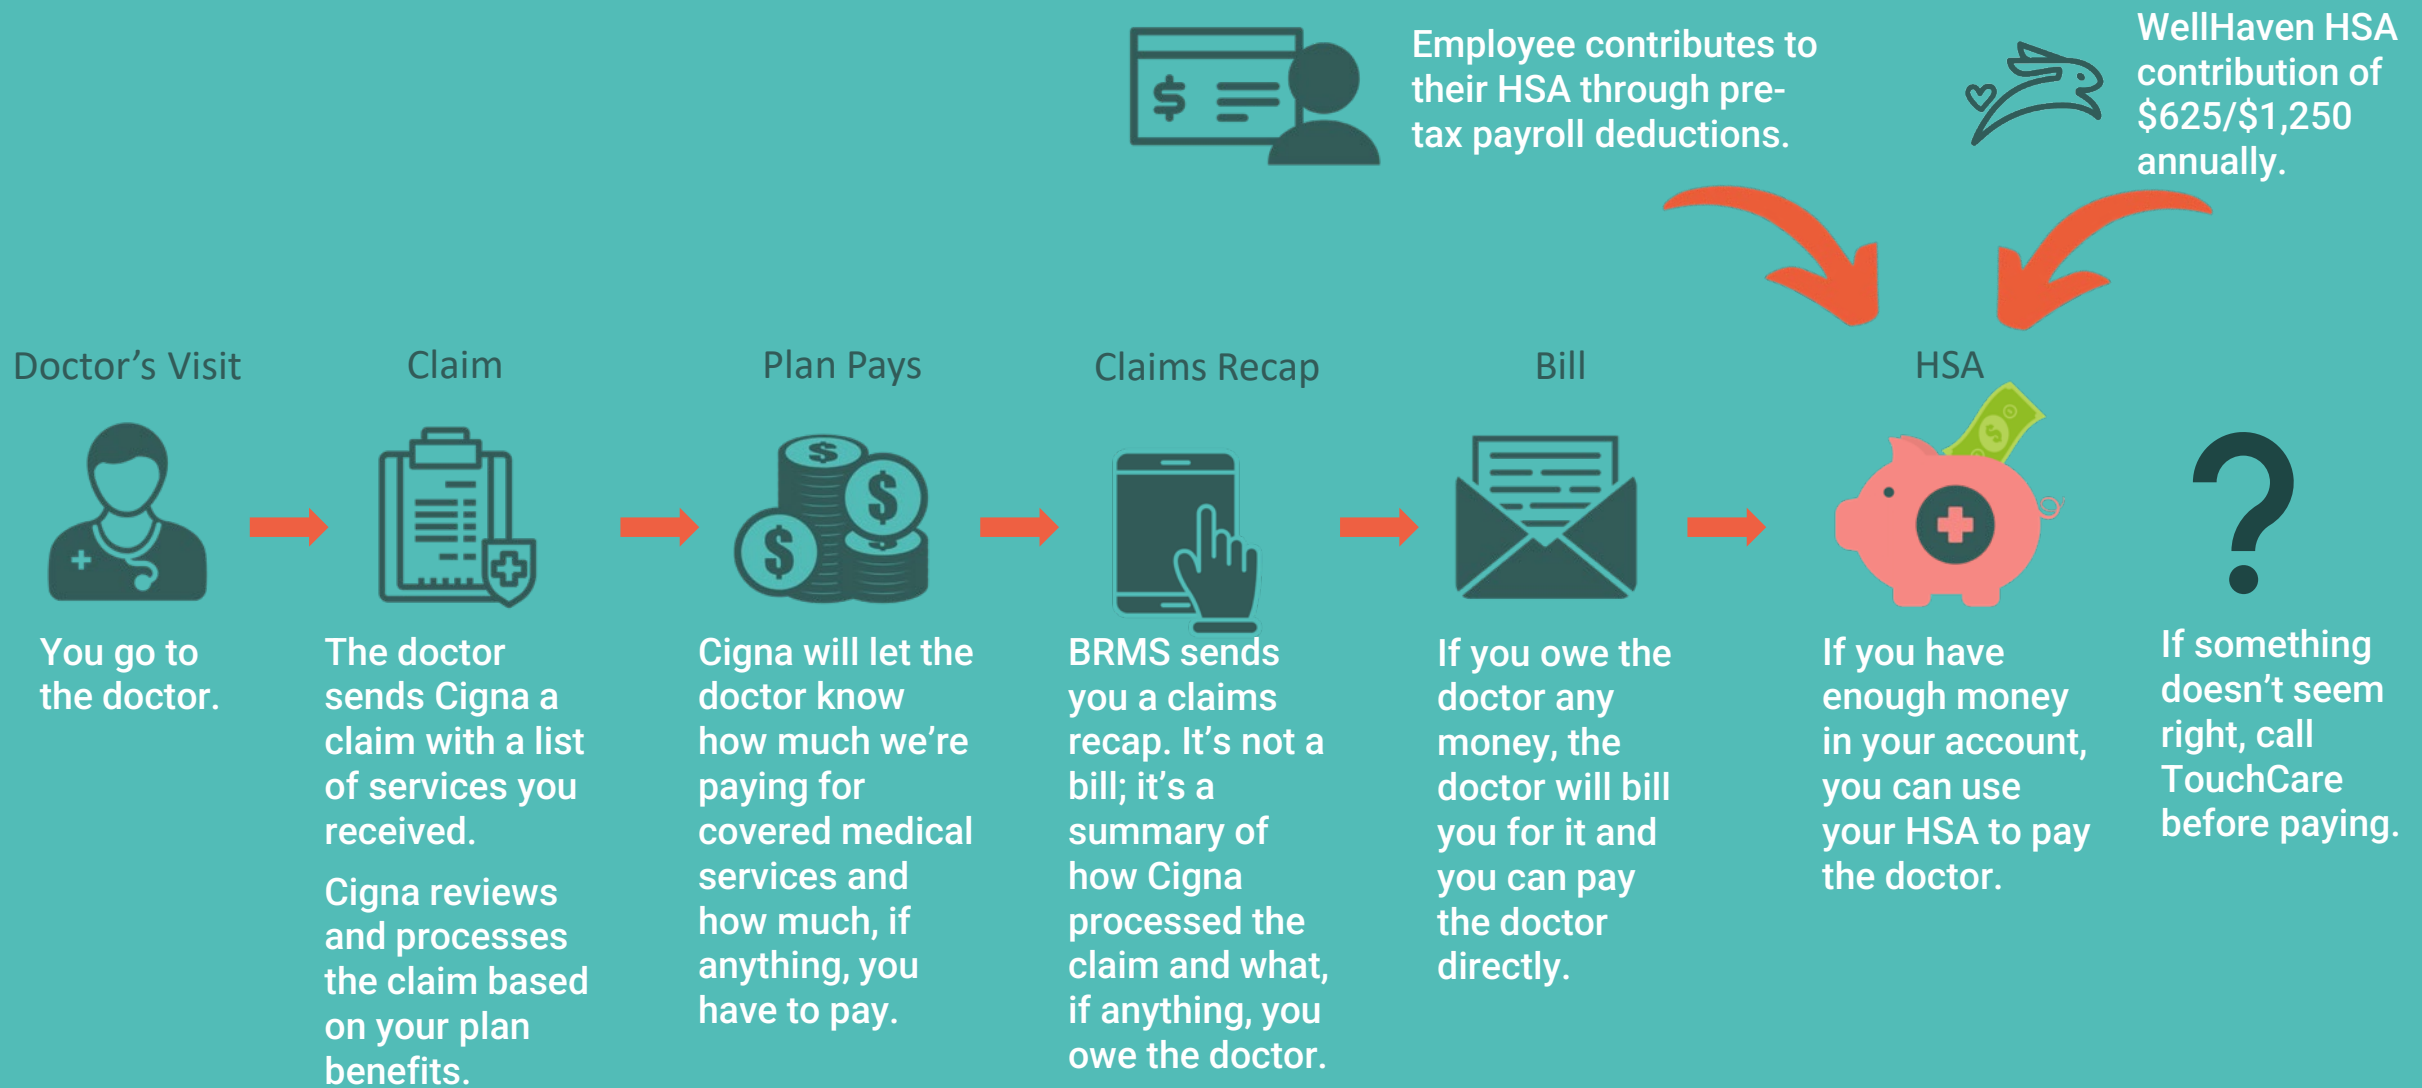 Employee contributes to
their HSA through pre-
tax payroll deductions.
WellHaven HSA
contribution of
$625/$1,250
annually.
Doctor’s Visit
You go to
the doctor.
Claim
The doctor
sends Cigna a
claim with a list
of services you
received.
Cigna reviews
and processes
the claim based
on your plan
benefits.
Plan Pays
Cigna will let the
doctor know
how much we’re
paying for
covered medical
services and
how much, if
anything, you
have to pay.
Claims Recap
BRMS sends
you a claims
recap. It’s not a
bill; it’s a
summary of
how Cigna
processed the
claim and what,
if anything, you
owe the doctor.
Bill
If you owe the
doctor any
money, the
doctor will bill
you for it and
you can pay
the doctor
directly.
HSA
If you have
enough money
in your account,
you can use
your HSA to pay
the doctor.
If something
doesn’t seem
right, call
TouchCare
before paying.